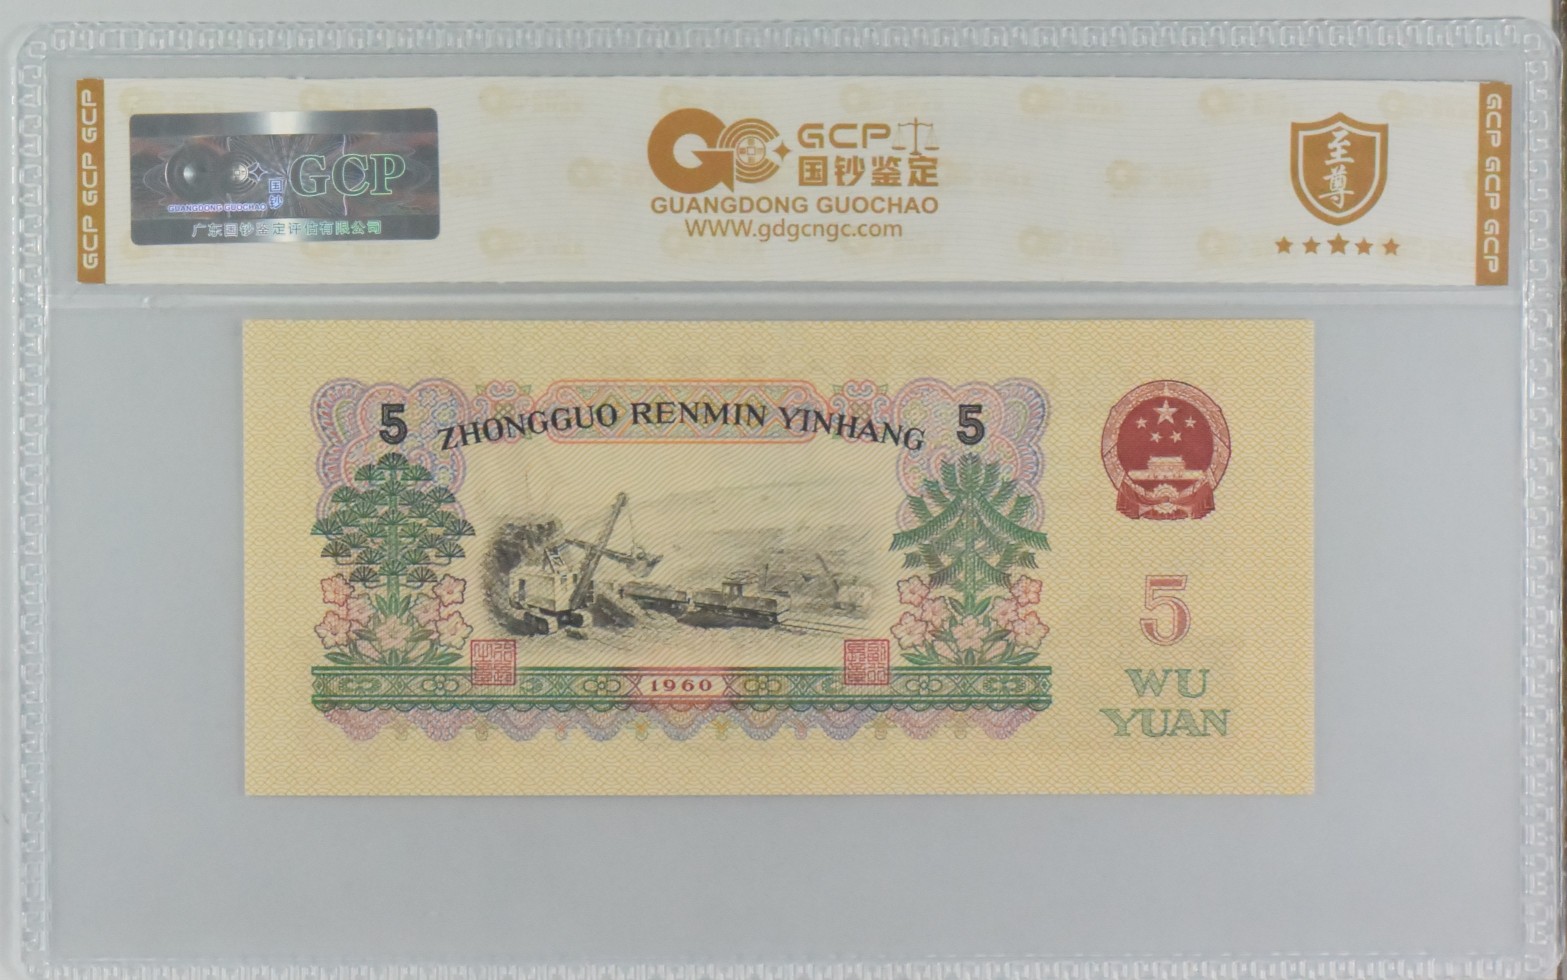 GCP GCP GCP
GCP
国钞
GUANGDONG GUOCHAO
广东国钞鉴定评估有限公司
GCP
国钞鉴定
GUANGDONG GUOCHAO
WWW.gdgcngc.com
至尊
GCP GCP GCP
5 ZHONGGUO RENMIN YINHANG 5
1960
5
WU
YUAN